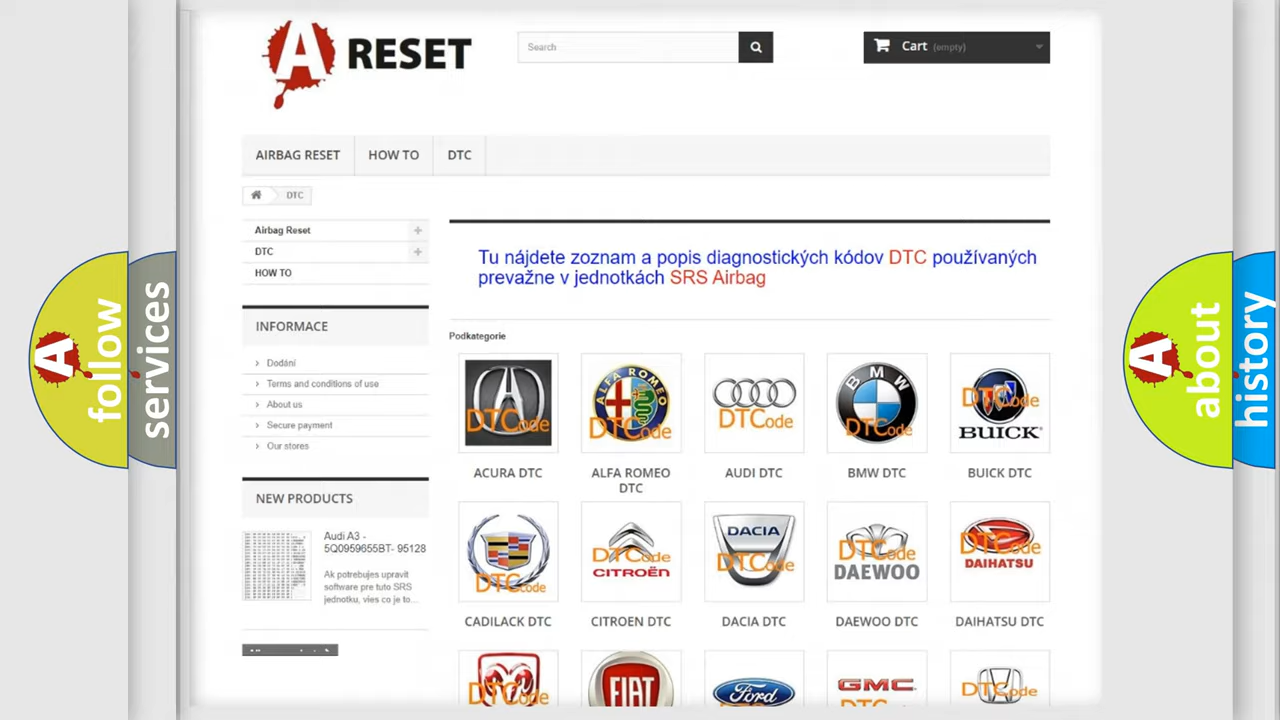 A RESET
Search
Cart (empty)
AIRBAG RESET
HOW TO
DTC
DTC
Airbag Reset
DTC
HOW TO
INFORMACE
Dodání
Terms and conditions of use
About us
Secure payment
Our stores
NEW PRODUCTS
Audi A3 -
5Q0959655BT- 95128
Ak potrebujes upravit
software pre tuto SRS
jednotku, vies co je to...
Tu nájdete zoznam a popis diagnostických kódov DTC používaných
prevažne v jednotkách SRS Airbag
Podkategorie
DTCode
ALFA ROMEO
DTCode
DTCode
BMW
DTCode
DTCode
BUICK
ACURA DTC
ALFA ROMEO
DTC
AUDI DTC
BMW DTC
BUICK DTC
DTCode
DTCode
CITROËN
DACIA
DTCode
DTCode
DAEWOO
DTCode
DAIHATSU
CADILACK DTC
CITROEN DTC
DACIA DTC
DAEWOO DTC
DAIHATSU DTC
DTCode
FIAT
Ford
GMC
DTCode
A follow
services
A about
history